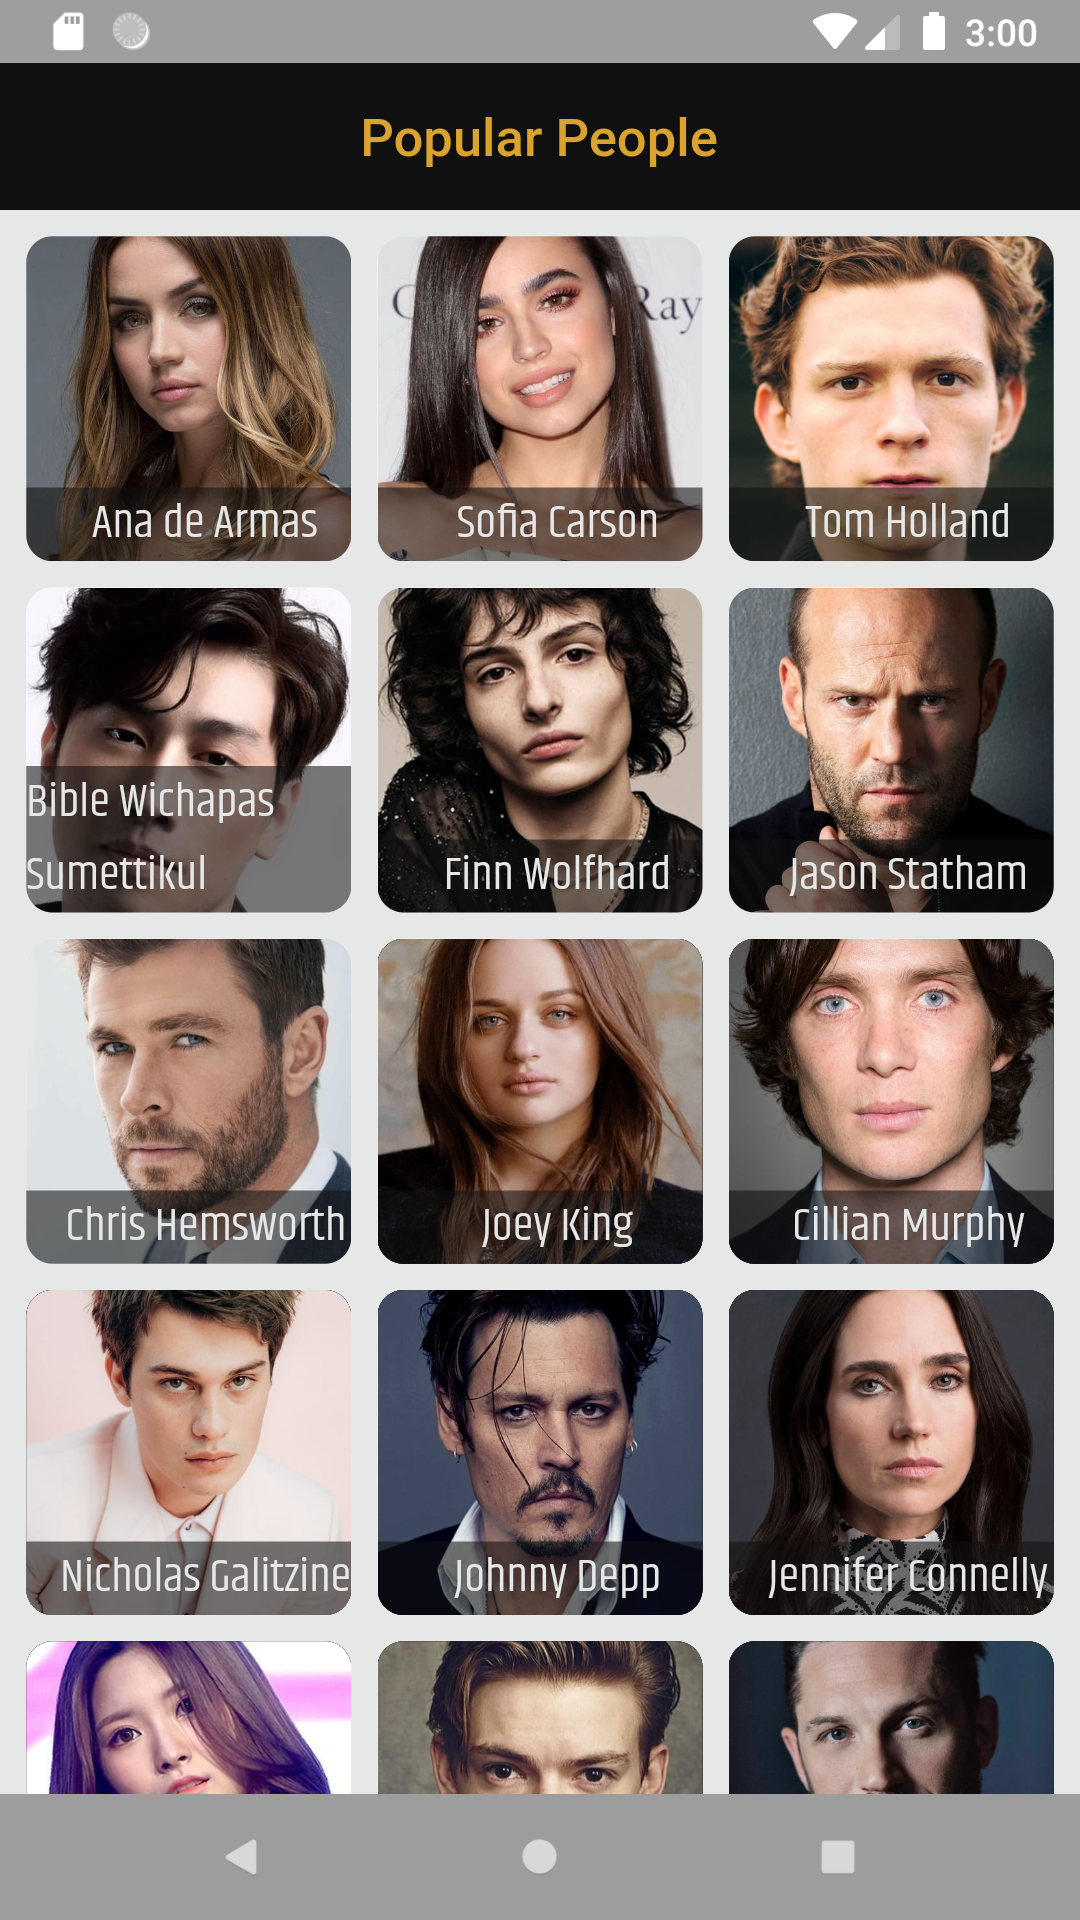 3:00
Popular People
Ray
Ana de Armas
Sofia Carson
Tom Holland
Bible Wichapas
Sumettikul
Finn Wolfhard
Jason Statham
Chris Hemsworth
Joey King
Cillian Murphy
Nicholas Galitzine
Johnny Depp
Jennifer Connelly